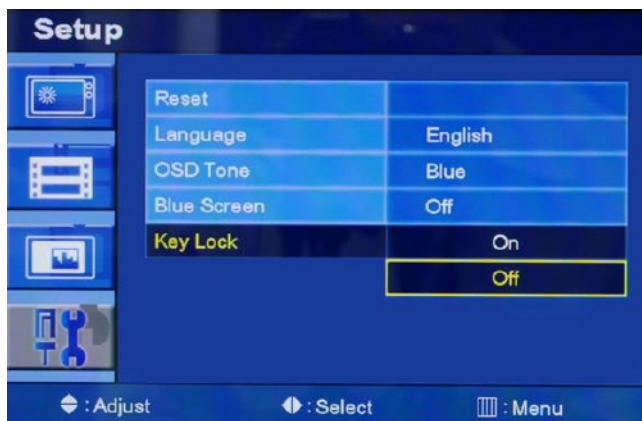 Setup
Reset
Language English
OSD Tone Blue
Blue Screen Off
Key Lock On
Off
: Adjust : Select : Menu